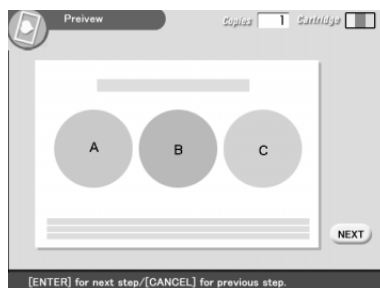 Preivew
Copies 1 Cartridge
A B C
NEXT
[ENTER] for next step/[CANCEL] for previous step.